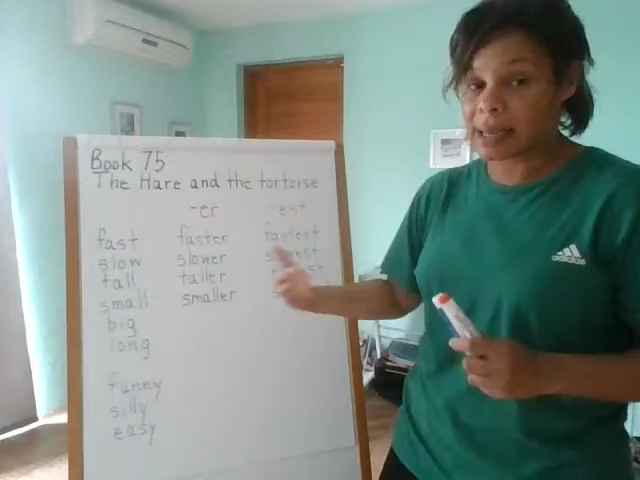 Book 75
The Hare and the tortoise
-er -est
fast faster fastest
slow slower
tall taller
small smaller
big
long
funny
silly
easy
adidas